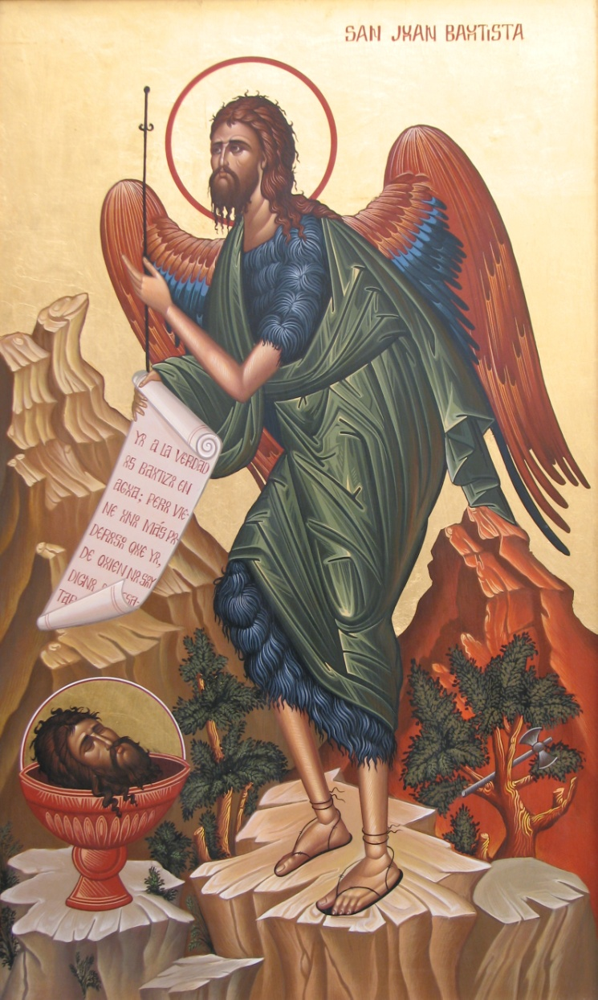 SAN JUAN BAUTISTA
YO A LA VERDAD
OS BAUTIZO EN
AGUA; PERO VIE-
NE UNO MÁS PO-
DEROSO QUE YO,
DE QUIEN NO SOY
DIGNO